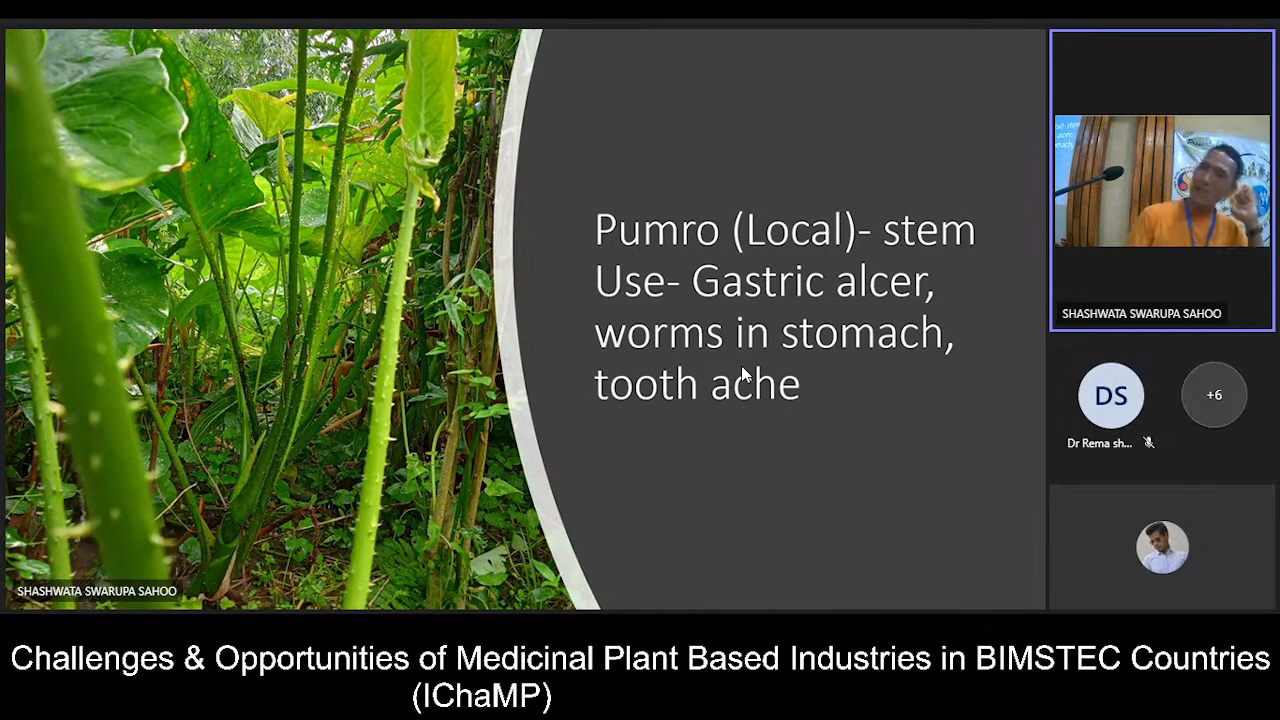 Pumro (Local)- stem
Use- Gastric alcer,
worms in stomach,
tooth ache
SHASHWATA SWARUPA SAHOO
SHASHWATA SWARUPA SAHOO
DS
+6
Dr Rema sh...
Challenges & Opportunities of Medicinal Plant Based Industries in BIMSTEC Countries
(IChaMP)